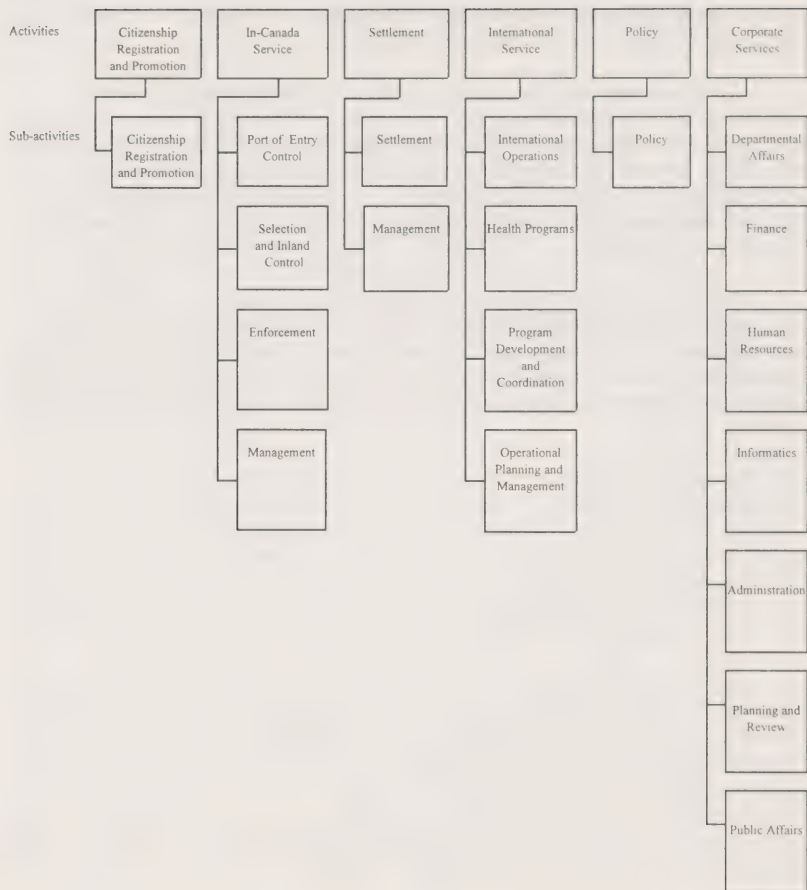 Activities
Citizenship
Registration
and Promotion
In-Canada
Service
Settlement
International
Service
Policy
Corporate
Services
Sub-activities
Citizenship
Registration
and Promotion
Port of Entry
Control
Settlement
International
Operations
Policy
Departmental
Affairs
Selection
and Inland
Control
Management
Health Programs
Finance
Enforcement
Program
Development
and
Coordination
Human
Resources
Management
Operational
Planning and
Management
Informatics
Administration
Planning and
Review
Public Affairs